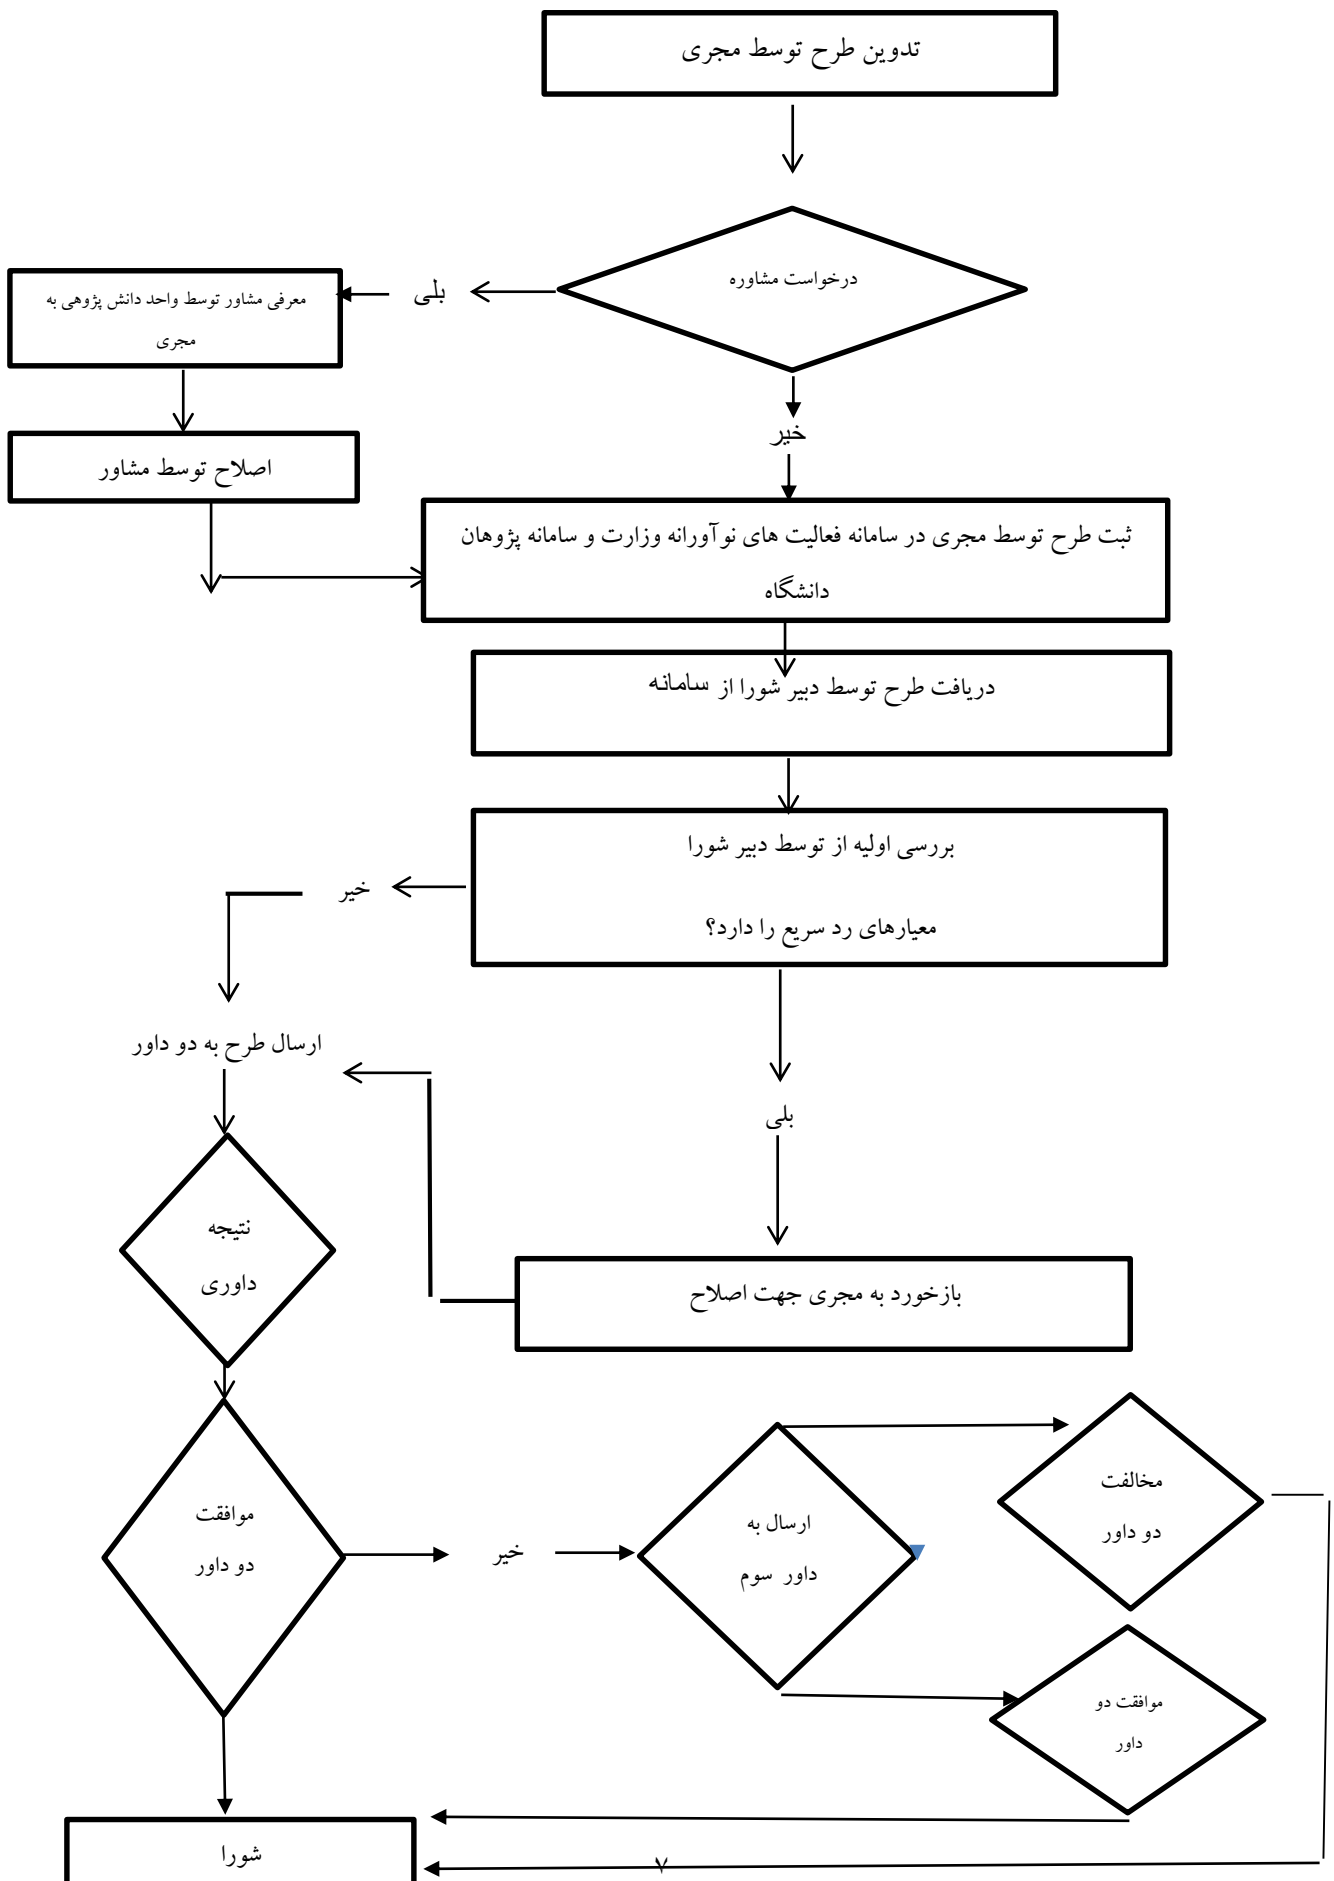 تدوین طرح توسط مجری
درخواست مشاوره
بلی
معرفی مشاور توسط واحد دانش پژوهی به
مجری
خیر
اصلاح توسط مشاور
ثبت طرح توسط مجری در سامانه فعالیت های نوآورانه وزارت و سامانه پژوهان
دانشگاه
دریافت طرح توسط دبیر شورا از سامانه
بررسی اولیه از توسط دبیر شورا
معیارهای رد سریع را دارد؟
خیر
ارسال طرح به دو داور
بلی
نتیجه
داوری
بازخورد به مجری جهت اصلاح
موافقت
دو داور
خیر
ارسال به
داور سوم
مخالفت
دو داور
موافقت دو
داور
شورا
۷